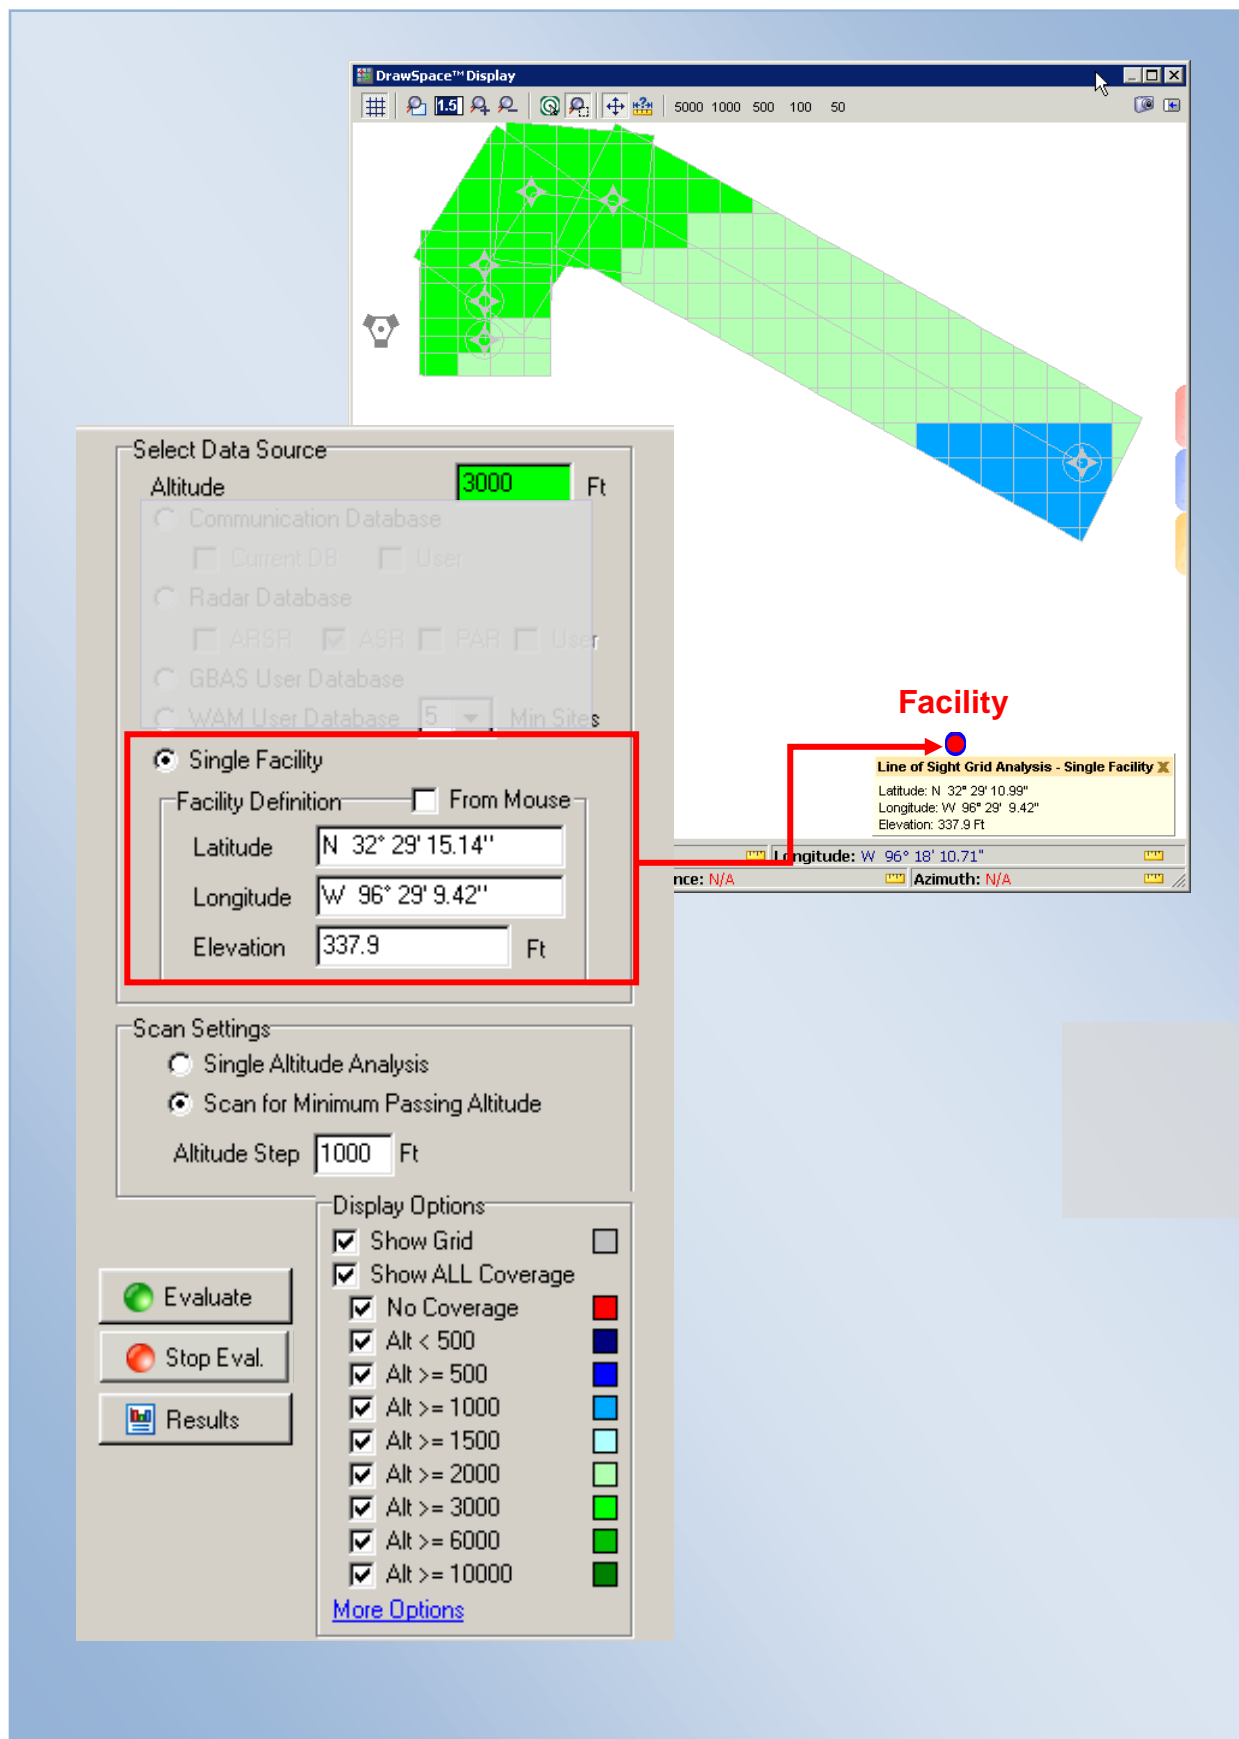 DrawSpace™ Display
1.5 5000 1000 500 100 50
Select Data Source
Altitude 3000 Ft
Communication Database
Current DB User
Radar Database
ARSR ASR PAR User
GBAS User Database
WAM User Database 5 Min Sites
Single Facility
Facility Definition From Mouse
Latitude N 32° 29' 15.14"
Longitude W 96° 29' 9.42"
Elevation 337.9 Ft
Facility
Line of Sight Grid Analysis - Single Facility X
Latitude: N 32° 29' 10.99"
Longitude: W 96° 29' 9.42"
Elevation: 337.9 Ft
Longitude: W 96° 18' 10.71"
nce: N/A Azimuth: N/A
Scan Settings
Single Altitude Analysis
Scan for Minimum Passing Altitude
Altitude Step 1000 Ft
Display Options
Show Grid
Show ALL Coverage
No Coverage
Alt < 500
Alt >= 500
Alt >= 1000
Alt >= 1500
Alt >= 2000
Alt >= 3000
Alt >= 6000
Alt >= 10000
More Options
Evaluate
Stop Eval.
Results